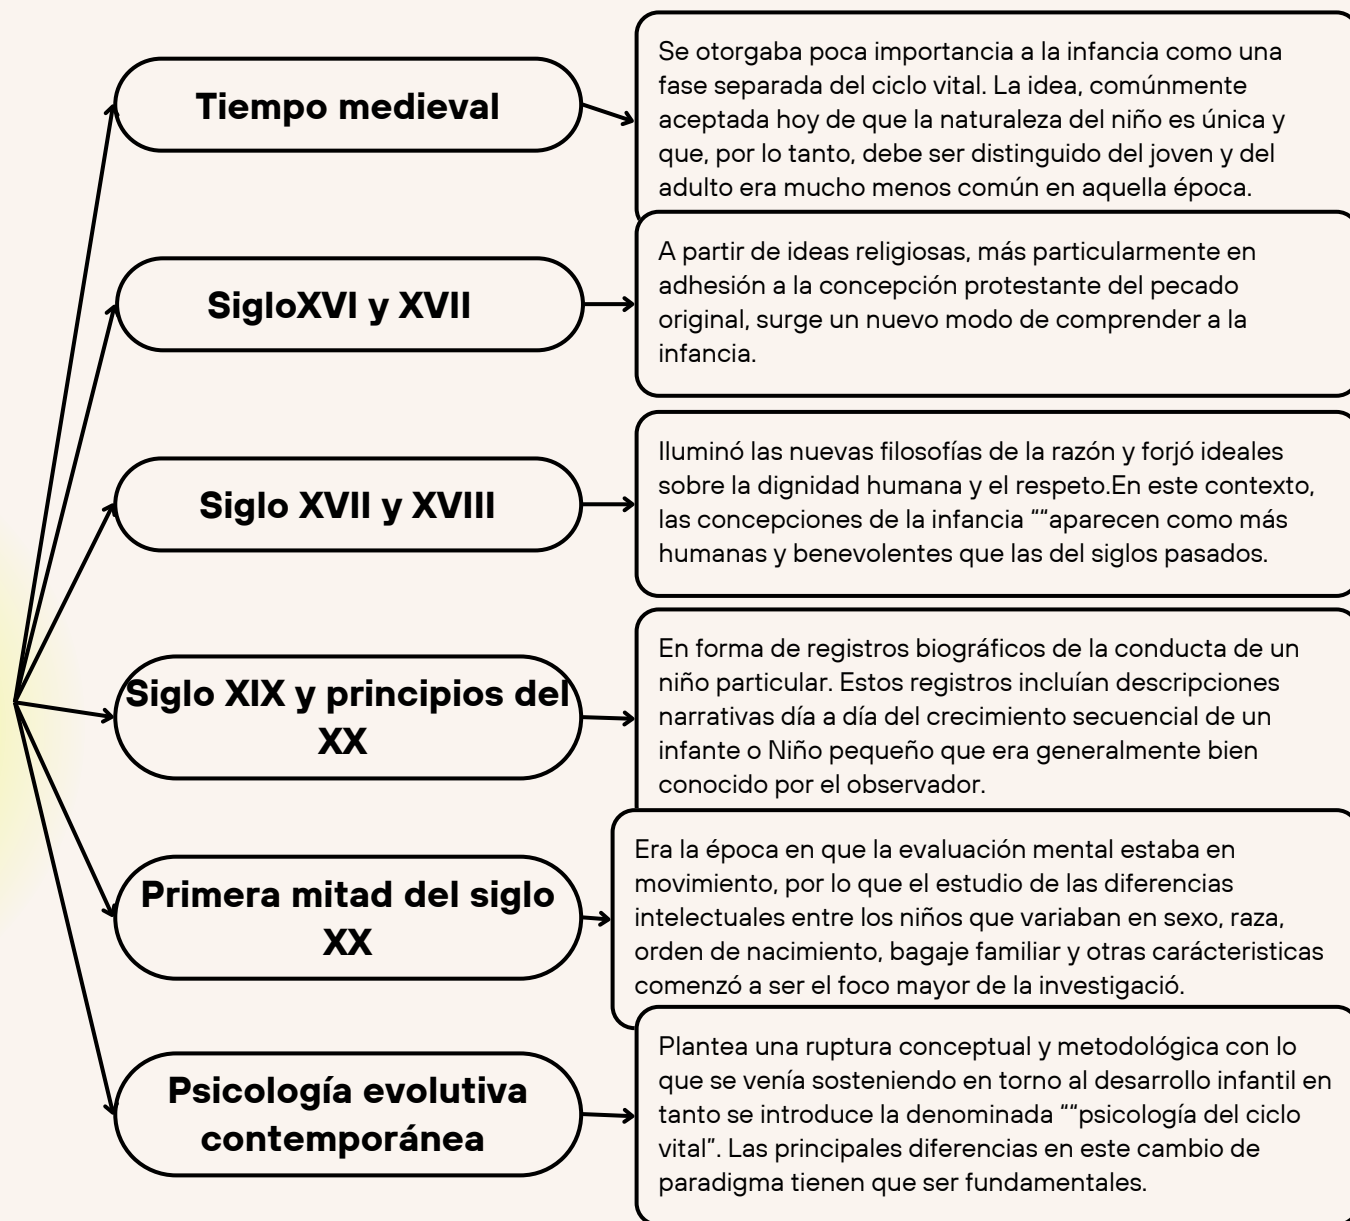 Tiempo medieval
Se otorgaba poca importancia a la infancia como una
fase separada del ciclo vital. La idea, comúnmente
aceptada hoy de que la naturaleza del niño es única y
que, por lo tanto, debe ser distinguido del joven y del
adulto era mucho menos común en aquella época.
SigloXVI y XVII
A partir de ideas religiosas, más particularmente en
adhesión a la concepción protestante del pecado
original, surge un nuevo modo de comprender a la
infancia.
Siglo XVII y XVIII
Iluminó las nuevas filosofías de la razón y forjó ideales
sobre la dignidad humana y el respeto.En este contexto,
las concepciones de la infancia ““aparecen como más
humanas y benevolentes que las del siglos pasados.
Siglo XIX y principios del
XX
En forma de registros biográficos de la conducta de un
niño particular. Estos registros incluían descripciones
narrativas día a día del crecimiento secuencial de un
infante o Niño pequeño que era generalmente bien
conocido por el observador.
Primera mitad del siglo
XX
Era la época en que la evaluación mental estaba en
movimiento, por lo que el estudio de las diferencias
intelectuales entre los niños que variaban en sexo, raza,
orden de nacimiento, bagaje familiar y otras carácteristicas
comenzó a ser el foco mayor de la investigació.
Psicología evolutiva
contemporánea
Plantea una ruptura conceptual y metodológica con lo
que se venía sosteniendo en torno al desarrollo infantil en
tanto se introduce la denominada ““psicología del ciclo
vital”. Las principales diferencias en este cambio de
paradigma tienen que ser fundamentales.